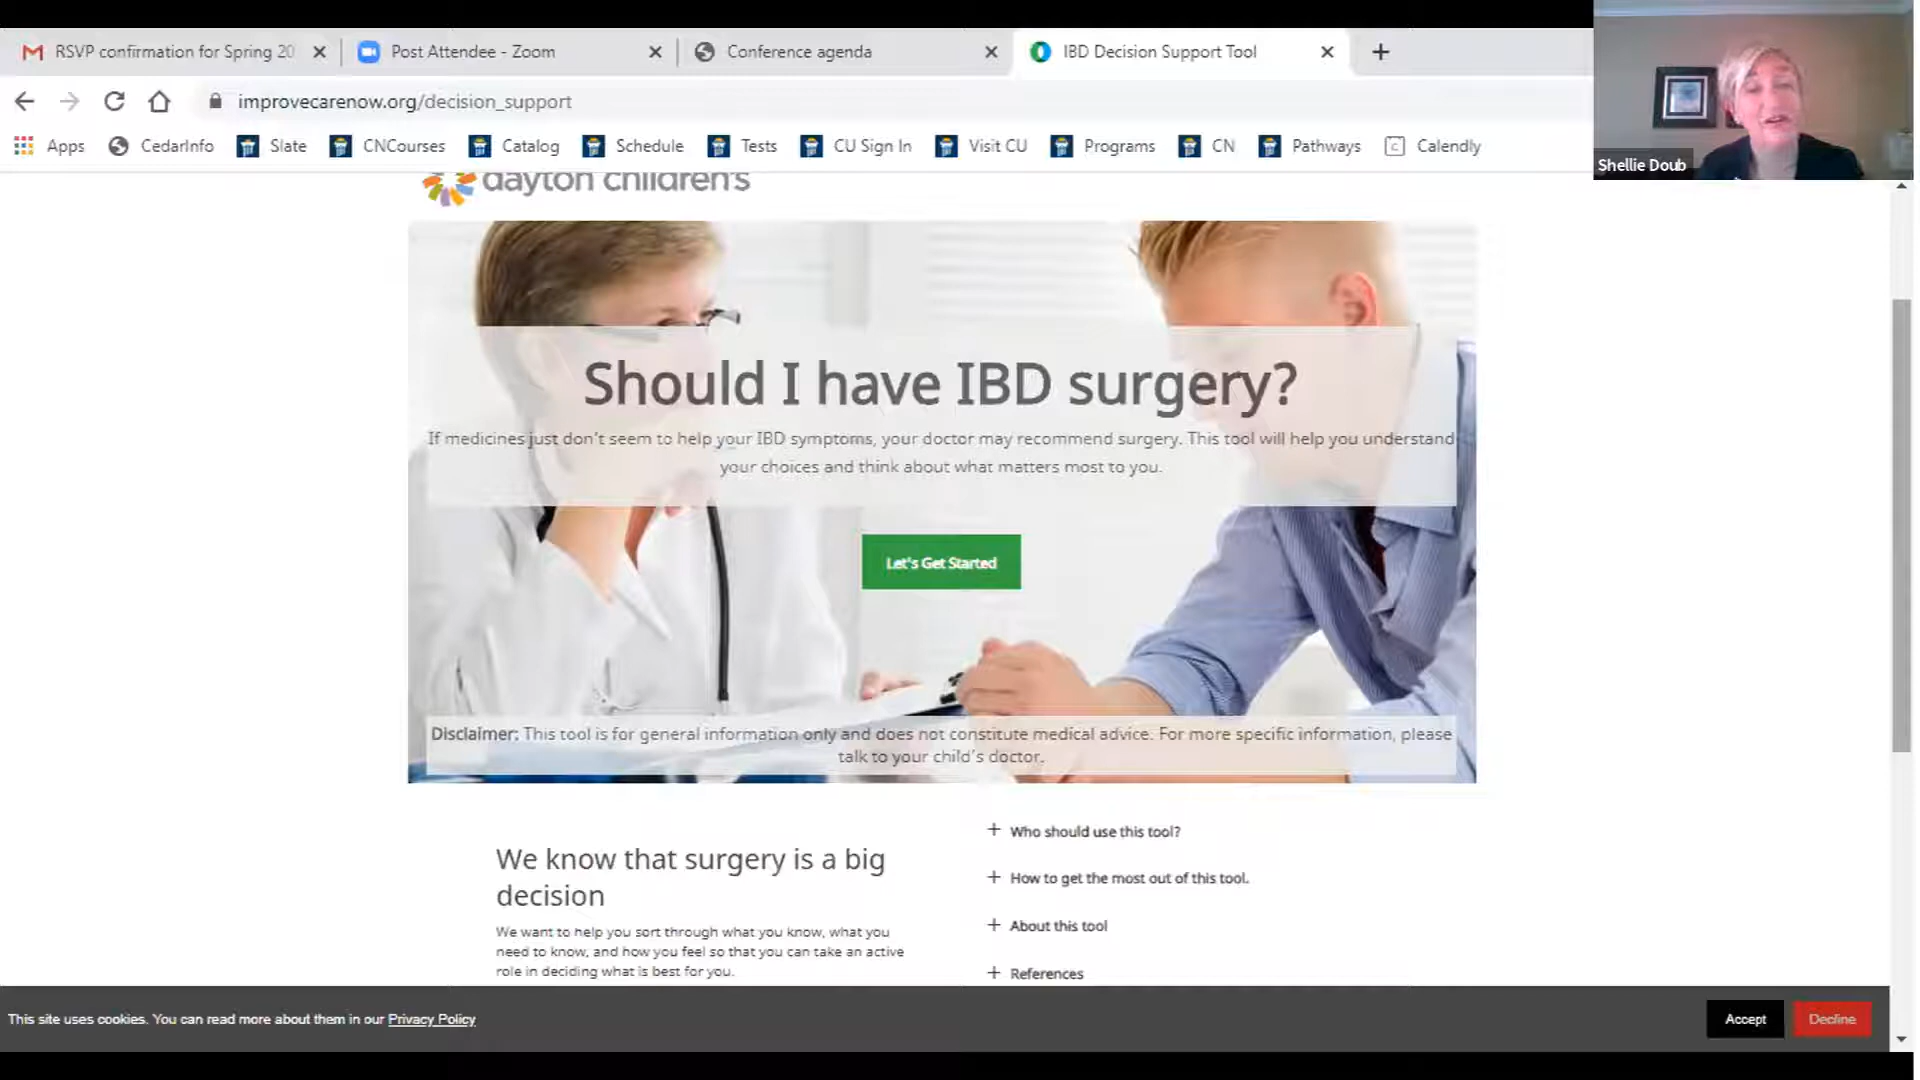 RSVP confirmation for Spring 20
Post Attendee - Zoom
Conference agenda
IBD Decision Support Tool
improvecarenow.org/decision_support
Apps
CedarInfo
Slate
CNCourses
Catalog
Schedule
Tests
CU Sign In
Visit CU
Programs
CN
Pathways
Calendly
Shellie Doub
dayton children's
Should I have IBD surgery?
If medicines just don't seem to help your IBD symptoms, your doctor may recommend surgery. This tool will help you understand
your choices and think about what matters most to you.
Let's Get Started
Disclaimer: This tool is for general information only and does not constitute medical advice. For more specific information, please
talk to your child's doctor.
We know that surgery is a big
decision
We want to help you sort through what you know, what you
need to know, and how you feel so that you can take an active
role in deciding what is best for you.
+ Who should use this tool?
+ How to get the most out of this tool.
+ About this tool
+ References
This site uses cookies. You can read more about them in our Privacy Policy
Accept
Decline